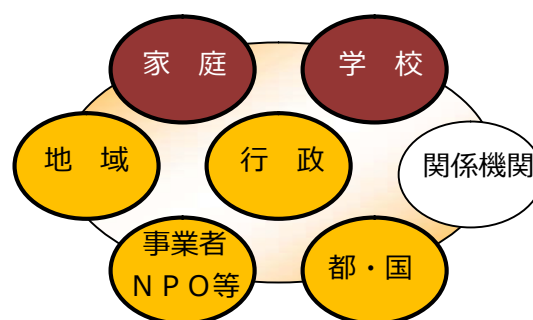 家　庭
学　校
地　域
行　政
関係機関
事業者
ＮＰＯ等
都・国